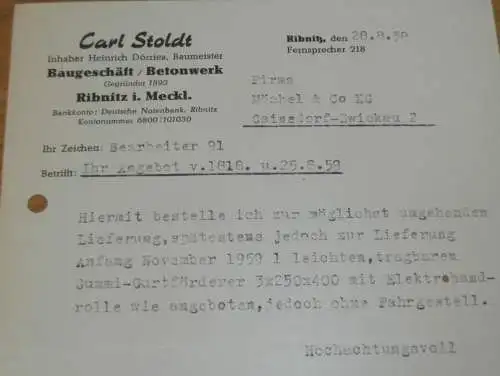 Carl Stoldt
Inhaber Heinrich Dörries, Baumeister
Baugeschäft / Betonwerk
Gegründet 1893
Ribnitz i. Meckl.
Bankkonto: Deutsche Notenbank, Ribnitz
Kontonummer 6800/101030
Ribnitz, den 28.8.59
Fernsprecher 218
Firma
& Co KG
Zwickau 2
Ihr Zeichen: Bearbeiter 91
Betrifft: Ihr Angebot v.1818. u.25.8.59
Hiermit bestelle ich zur möglichst umgehenden
Lieferung, spätestens jedoch zur Lieferung
Anfang November 1959 1 leichten, tragbaren
Gummi-Gurtförderer 3x250x400 mit Elektrohand-
rolle wie angeboten, jedoch ohne Fahrgestell.
Hochachtungsvoll